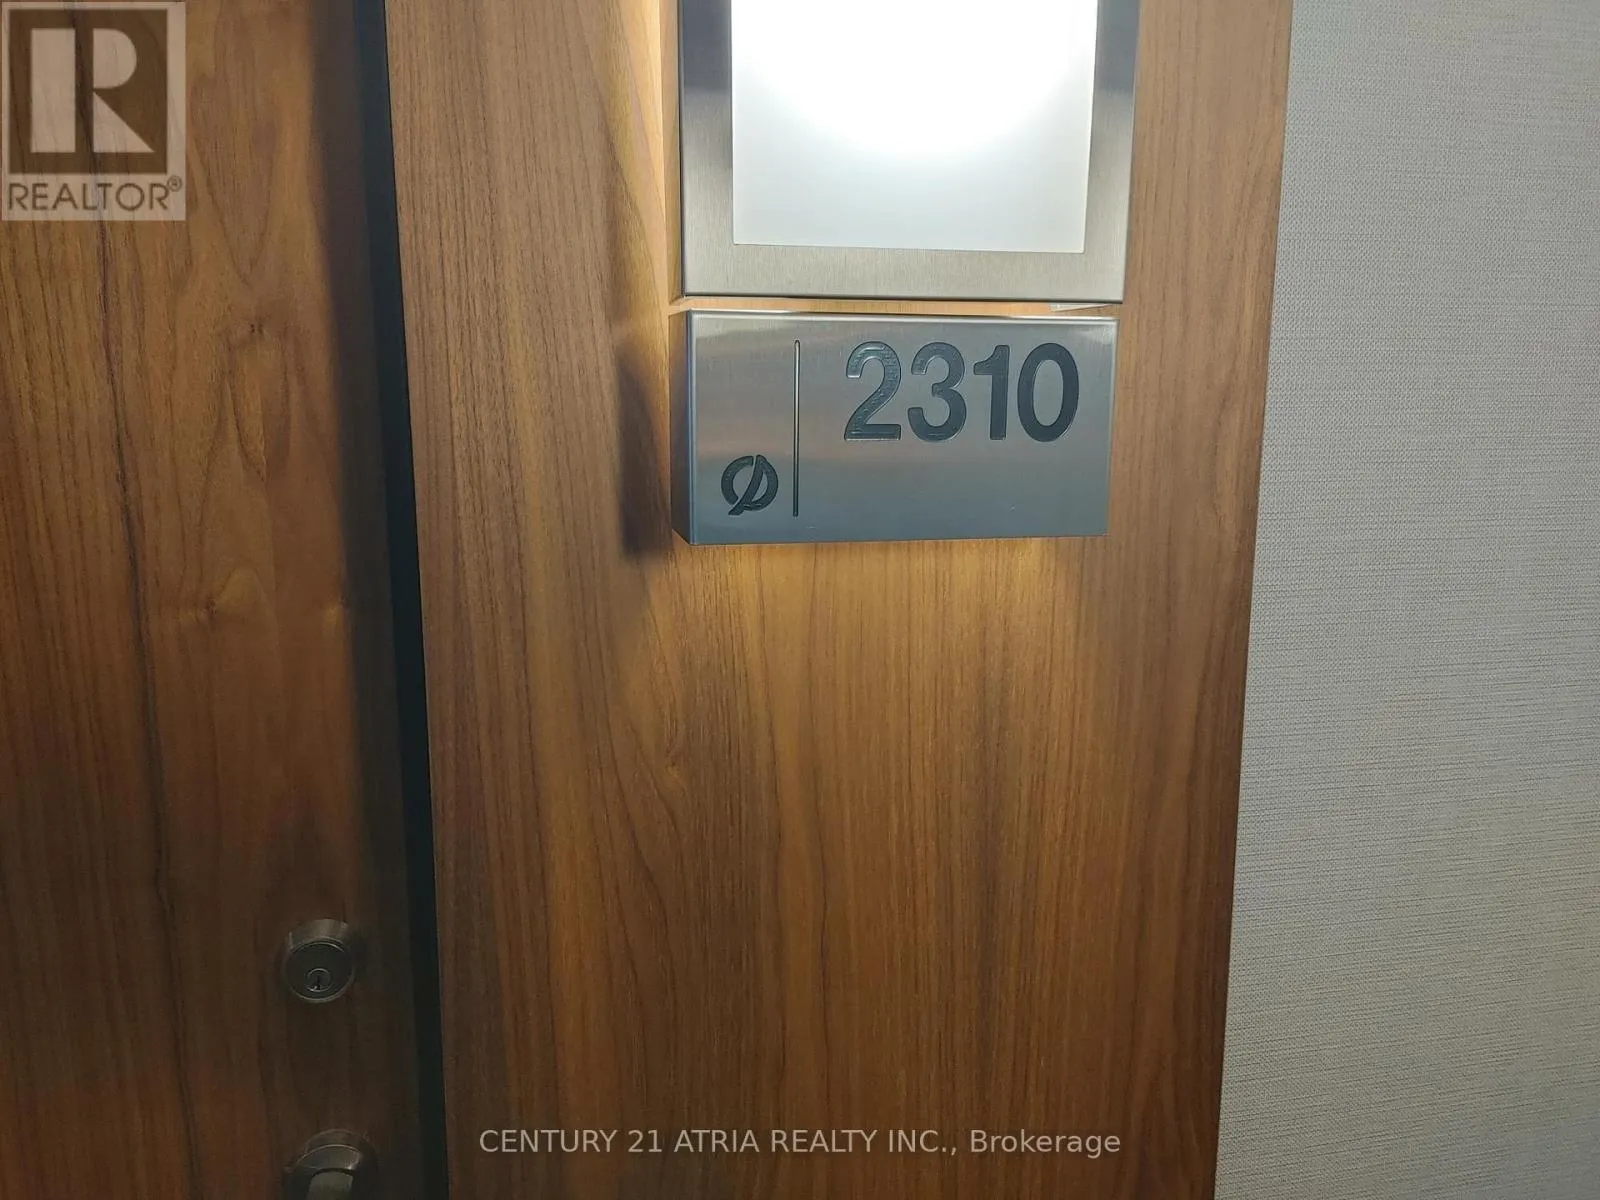 R
REALTOR®
2310
CENTURY 21 ATRIA REALTY INC., Brokerage